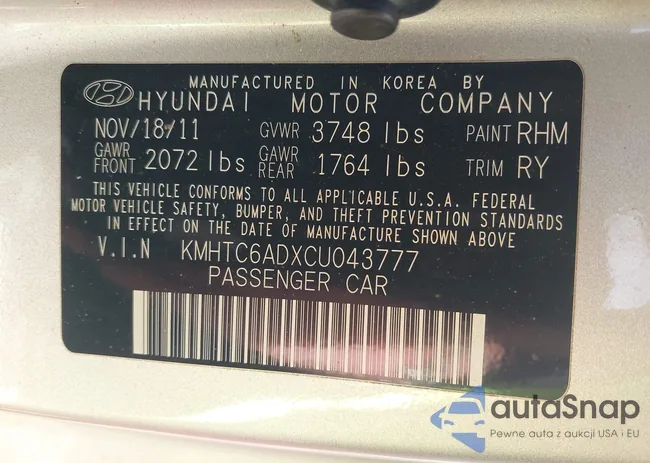 MANUFACTURED IN KOREA BY
HYUNDAI MOTOR COMPANY
NOV/18/11 GVWR 3748 lbs PAINT RHM
GAWR FRONT 2072 lbs GAWR REAR 1764 lbs TRIM RY
THIS VEHICLE CONFORMS TO ALL APPLICABLE U.S.A. FEDERAL
MOTOR VEHICLE SAFETY, BUMPER, AND THEFT PREVENTION STANDARDS
IN EFFECT ON THE DATE OF MANUFACTURE SHOWN ABOVE
V.I.N KMHTC6ADXCU043777
PASSENGER CAR
autaSnap
Pewne auta z aukcji USA i EU